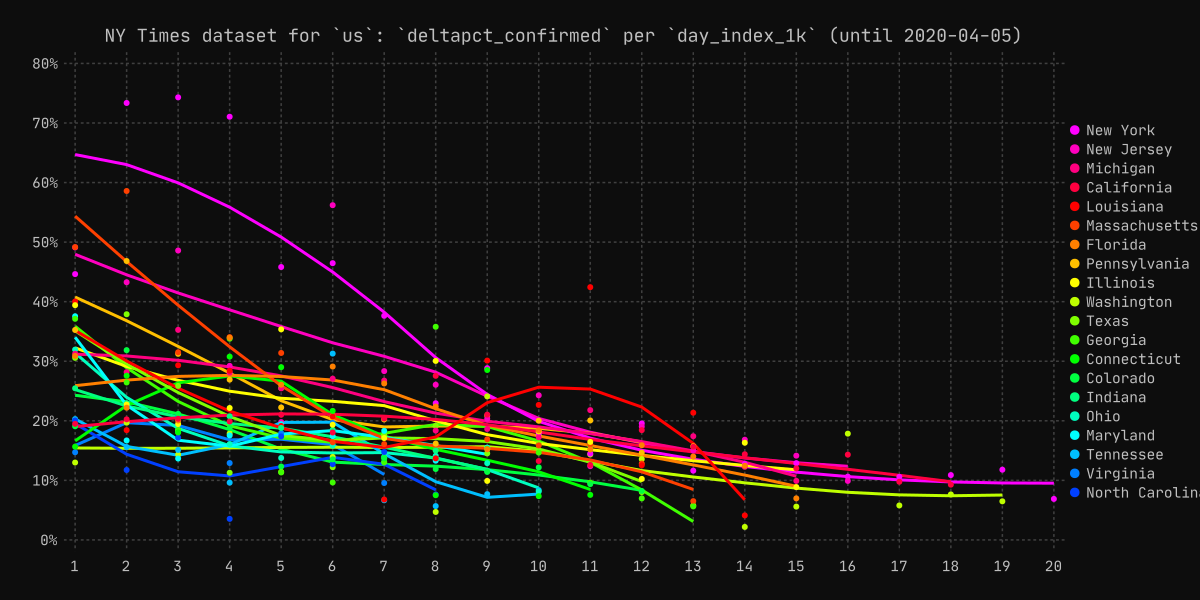 NY Times dataset for `us`: `deltapct_confirmed` per `day_index_1k` (until 2020-04-05)
80%
70%
60%
50%
40%
30%
20%
10%
0%
1 2 3 4 5 6 7 8 9 10 11 12 13 14 15 16 17 18 19 20
New York
New Jersey
Michigan
California
Louisiana
Massachusetts
Florida
Pennsylvania
Illinois
Washington
Texas
Georgia
Connecticut
Colorado
Indiana
Ohio
Maryland
Tennessee
Virginia
North Carolina